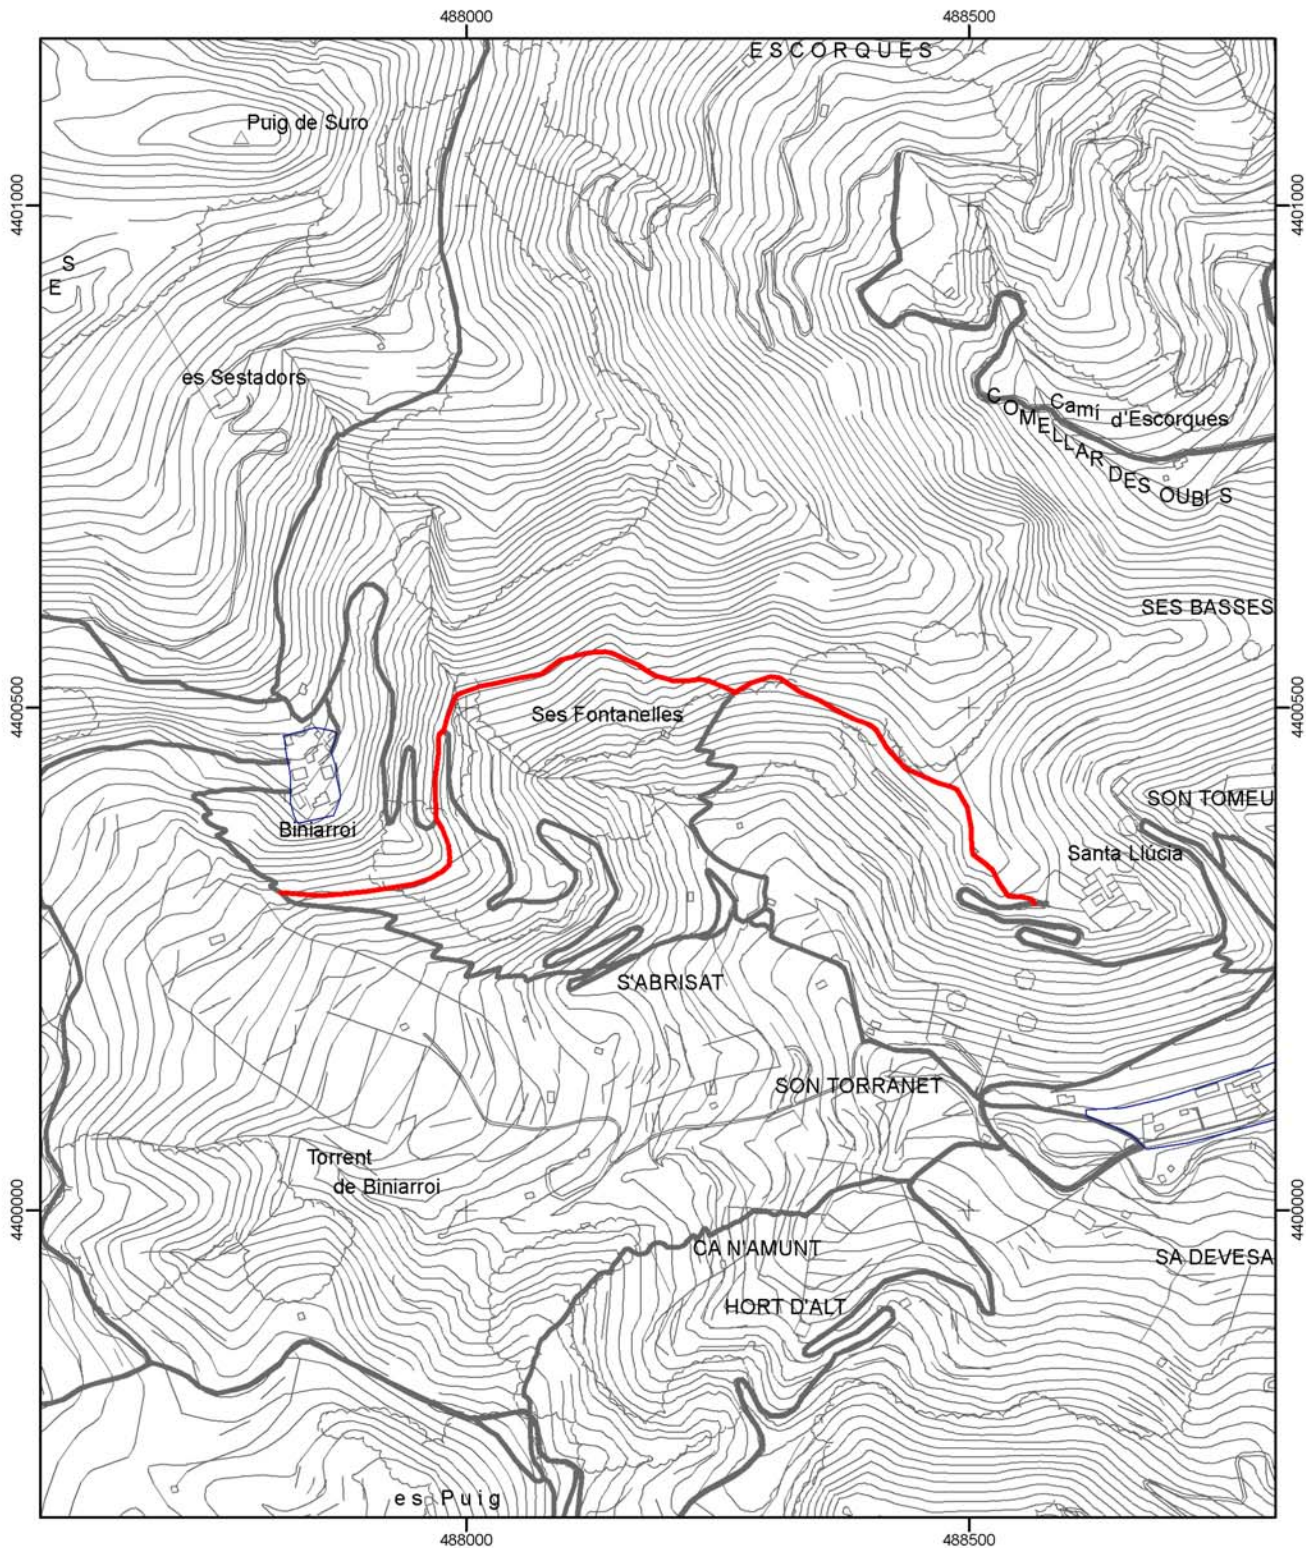 488000
488500
ESCORQUES
Puig de Suro
4401000
4401000
S
E
es Sestadors
Camí d'Escorques
COMELLAR DES OUBIS
SES BASSES
4400500
4400500
Ses Fontanelles
SON TOMEU
Biniarroi
Santa Llúcia
S'ABRISAT
SON TORRANET
Torrent
de Biniarroi
4400000
4400000
CA N'AMUNT
SA DEVESA
HORT D'ALT
es Puig
488000
488500